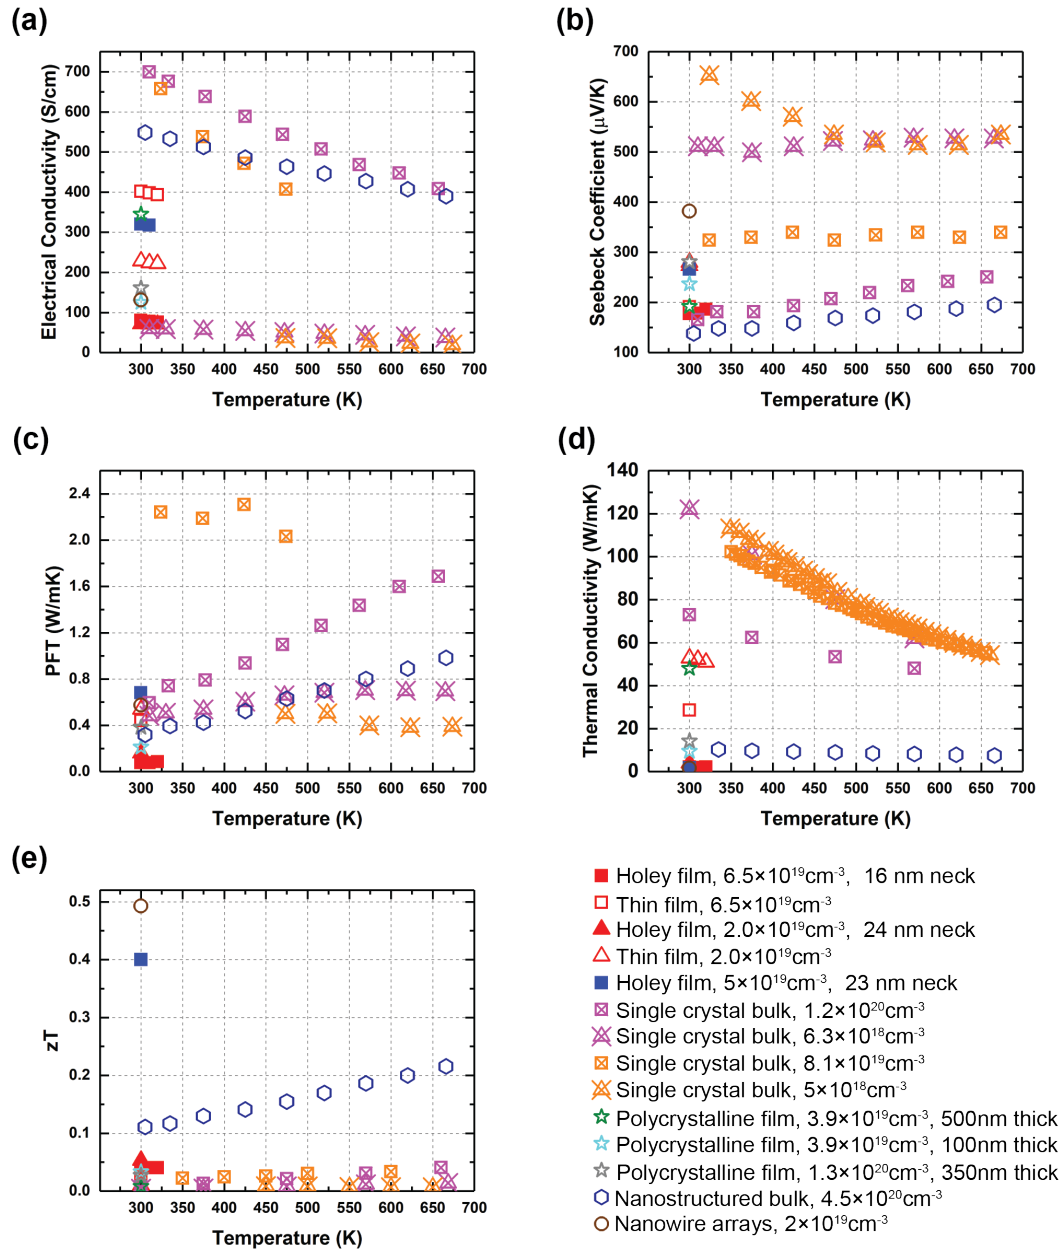 (a)
700
600
500
400
300
200
100
0
Electrical Conductivity (S/cm)
300 350 400 450 500 550 600 650 700
Temperature (K)
(b)
700
600
500
400
300
200
100
Seebeck Coefficient (μV/K)
300 350 400 450 500 550 600 650 700
Temperature (K)
(c)
2.4
2.0
1.6
1.2
0.8
0.4
0.0
PFT (W/mK)
300 350 400 450 500 550 600 650 700
Temperature (K)
(d)
140
120
100
80
60
40
20
0
Thermal Conductivity (W/mK)
300 350 400 450 500 550 600 650 700
Temperature (K)
(e)
0.5
0.4
0.3
0.2
0.1
0.0
zT
300 350 400 450 500 550 600 650 700
Temperature (K)
Holey film, 6.5×10¹⁹cm⁻³, 16 nm neck
Thin film, 6.5×10¹⁹cm⁻³
Holey film, 2.0×10¹⁹cm⁻³, 24 nm neck
Thin film, 2.0×10¹⁹cm⁻³
Holey film, 5×10¹⁹cm⁻³, 23 nm neck
Single crystal bulk, 1.2×10²⁰cm⁻³
Single crystal bulk, 6.3×10¹⁸cm⁻³
Single crystal bulk, 8.1×10¹⁹cm⁻³
Single crystal bulk, 5×10¹⁸cm⁻³
Polycrystalline film, 3.9×10¹⁹cm⁻³, 500nm thick
Polycrystalline film, 3.9×10¹⁹cm⁻³, 100nm thick
Polycrystalline film, 1.3×10²⁰cm⁻³, 350nm thick
Nanostructured bulk, 4.5×10²⁰cm⁻³
Nanowire arrays, 2×10¹⁹cm⁻³